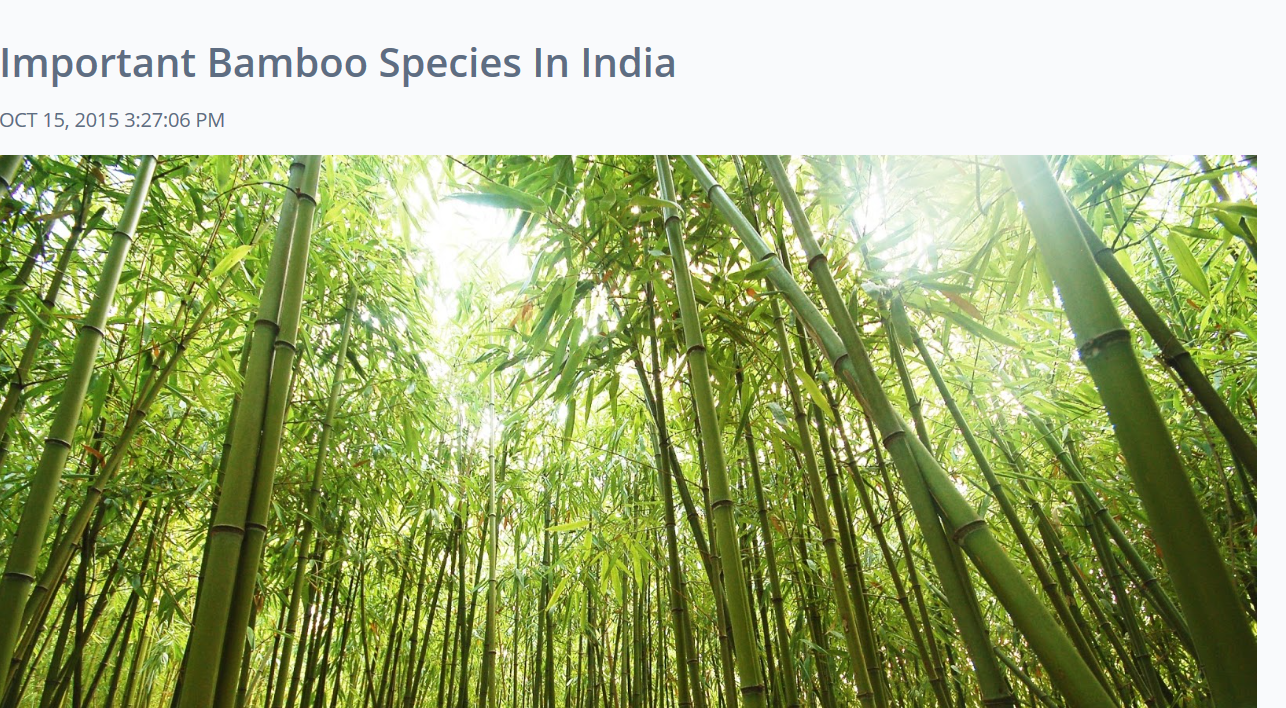 Important Bamboo Species In India
OCT 15, 2015 3:27:06 PM